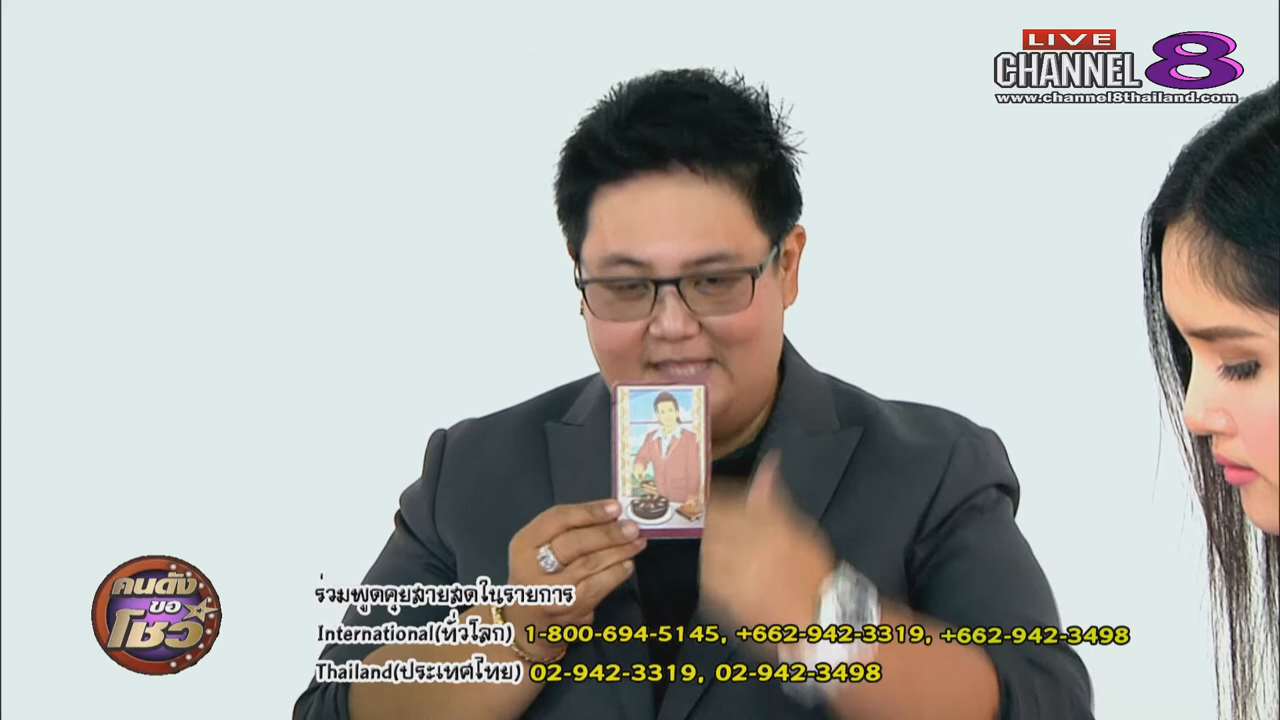 LIVE
CHANNEL 8
www.channel8thailand.com
คนดัง
ขอ
โชว์
ร่วมพูดคุยสายสดในรายการ
International(ทั่วโลก) 1-800-694-5145, +662-942-3319, +662-942-3498
Thailand(ประเทศไทย) 02-942-3319, 02-942-3498